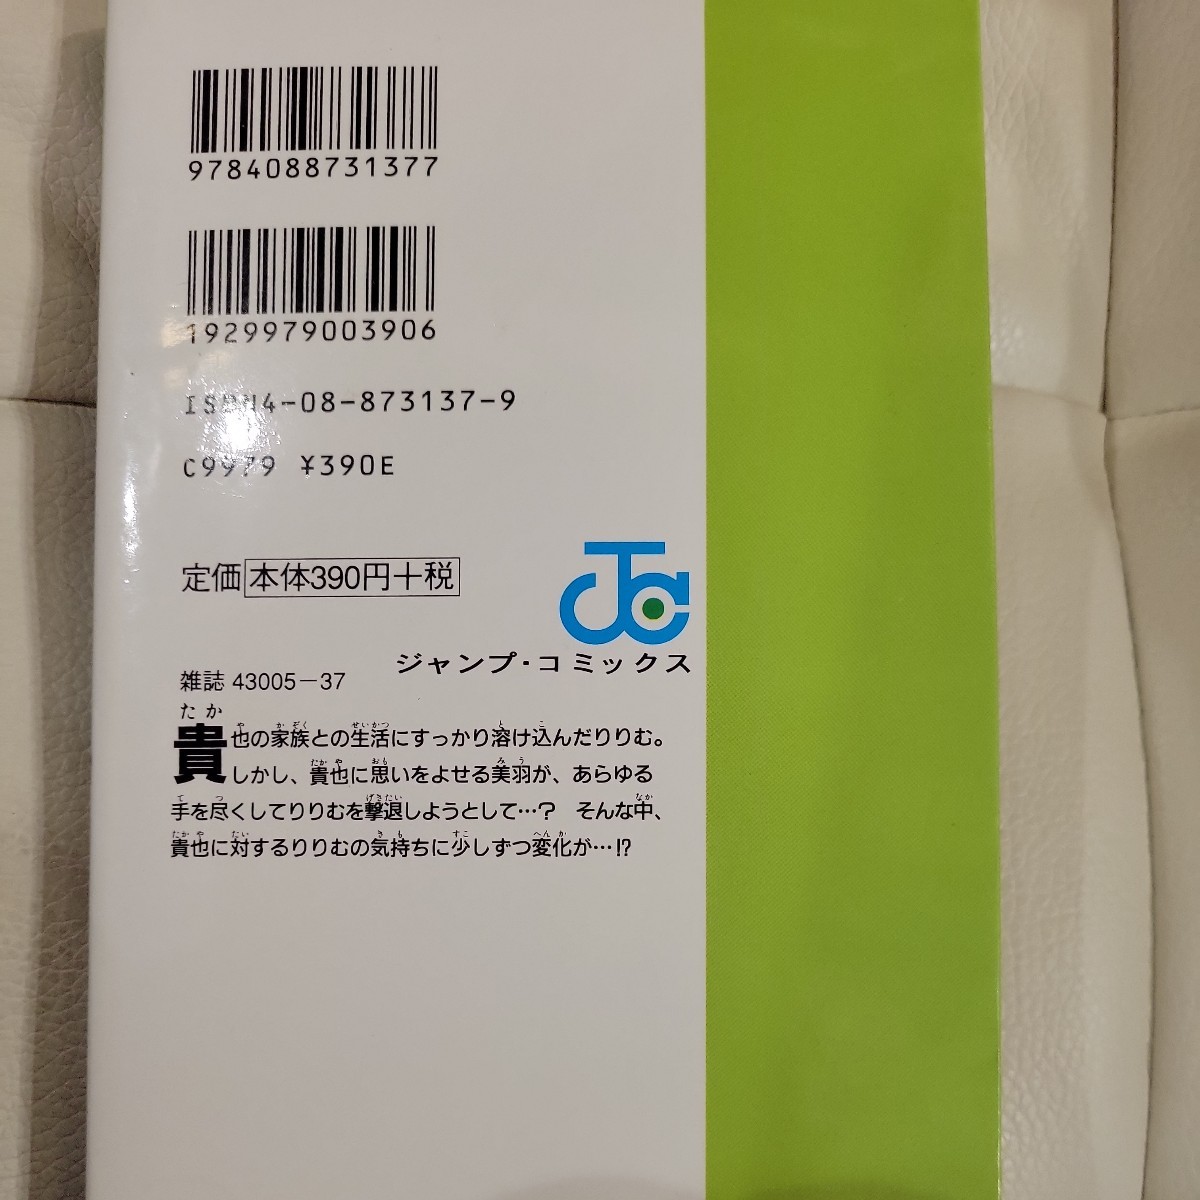 9784088731377
1929979003906
ISBN4-08-873137-9
C9979 ¥390E
定価 本体390円+税
JC
ジャンプ・コミックス
雑誌 43005-37
貴也の家族との生活にすっかり溶け込んだりりむ。
しかし、貴也に思いをよせる美羽が、あらゆる
手を尽くしてりりむを撃退しようとして…? そんな中、
貴也に対するりりむの気持ちに少しずつ変化が…!?